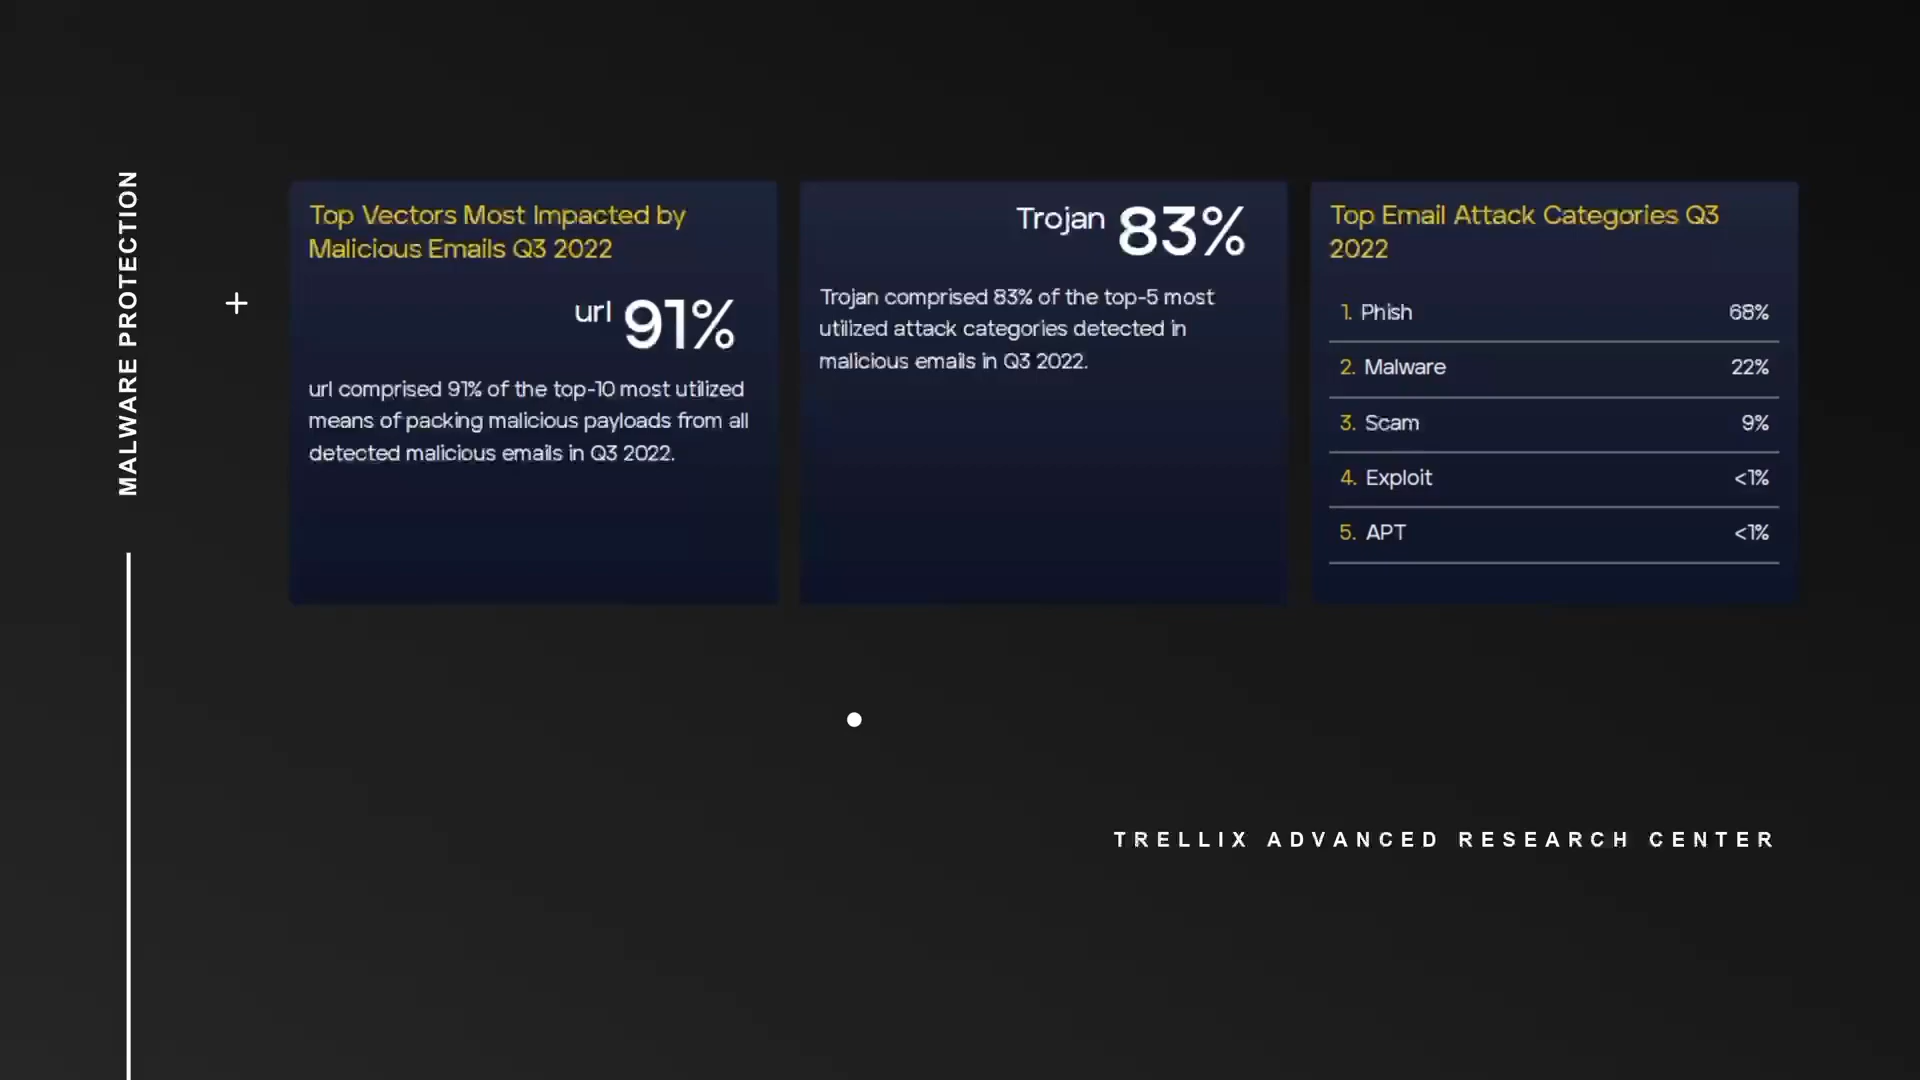 MALWARE PROTECTION
+
Top Vectors Most Impacted by
Malicious Emails Q3 2022
url 91%
url comprised 91% of the top-10 most utilized
means of packing malicious payloads from all
detected malicious emails in Q3 2022.
Trojan 83%
Trojan comprised 83% of the top-5 most
utilized attack categories detected in
malicious emails in Q3 2022.
Top Email Attack Categories Q3
2022
1. Phish 68%
2. Malware 22%
3. Scam 9%
4. Exploit <1%
5. APT <1%
TRELLIX ADVANCED RESEARCH CENTER